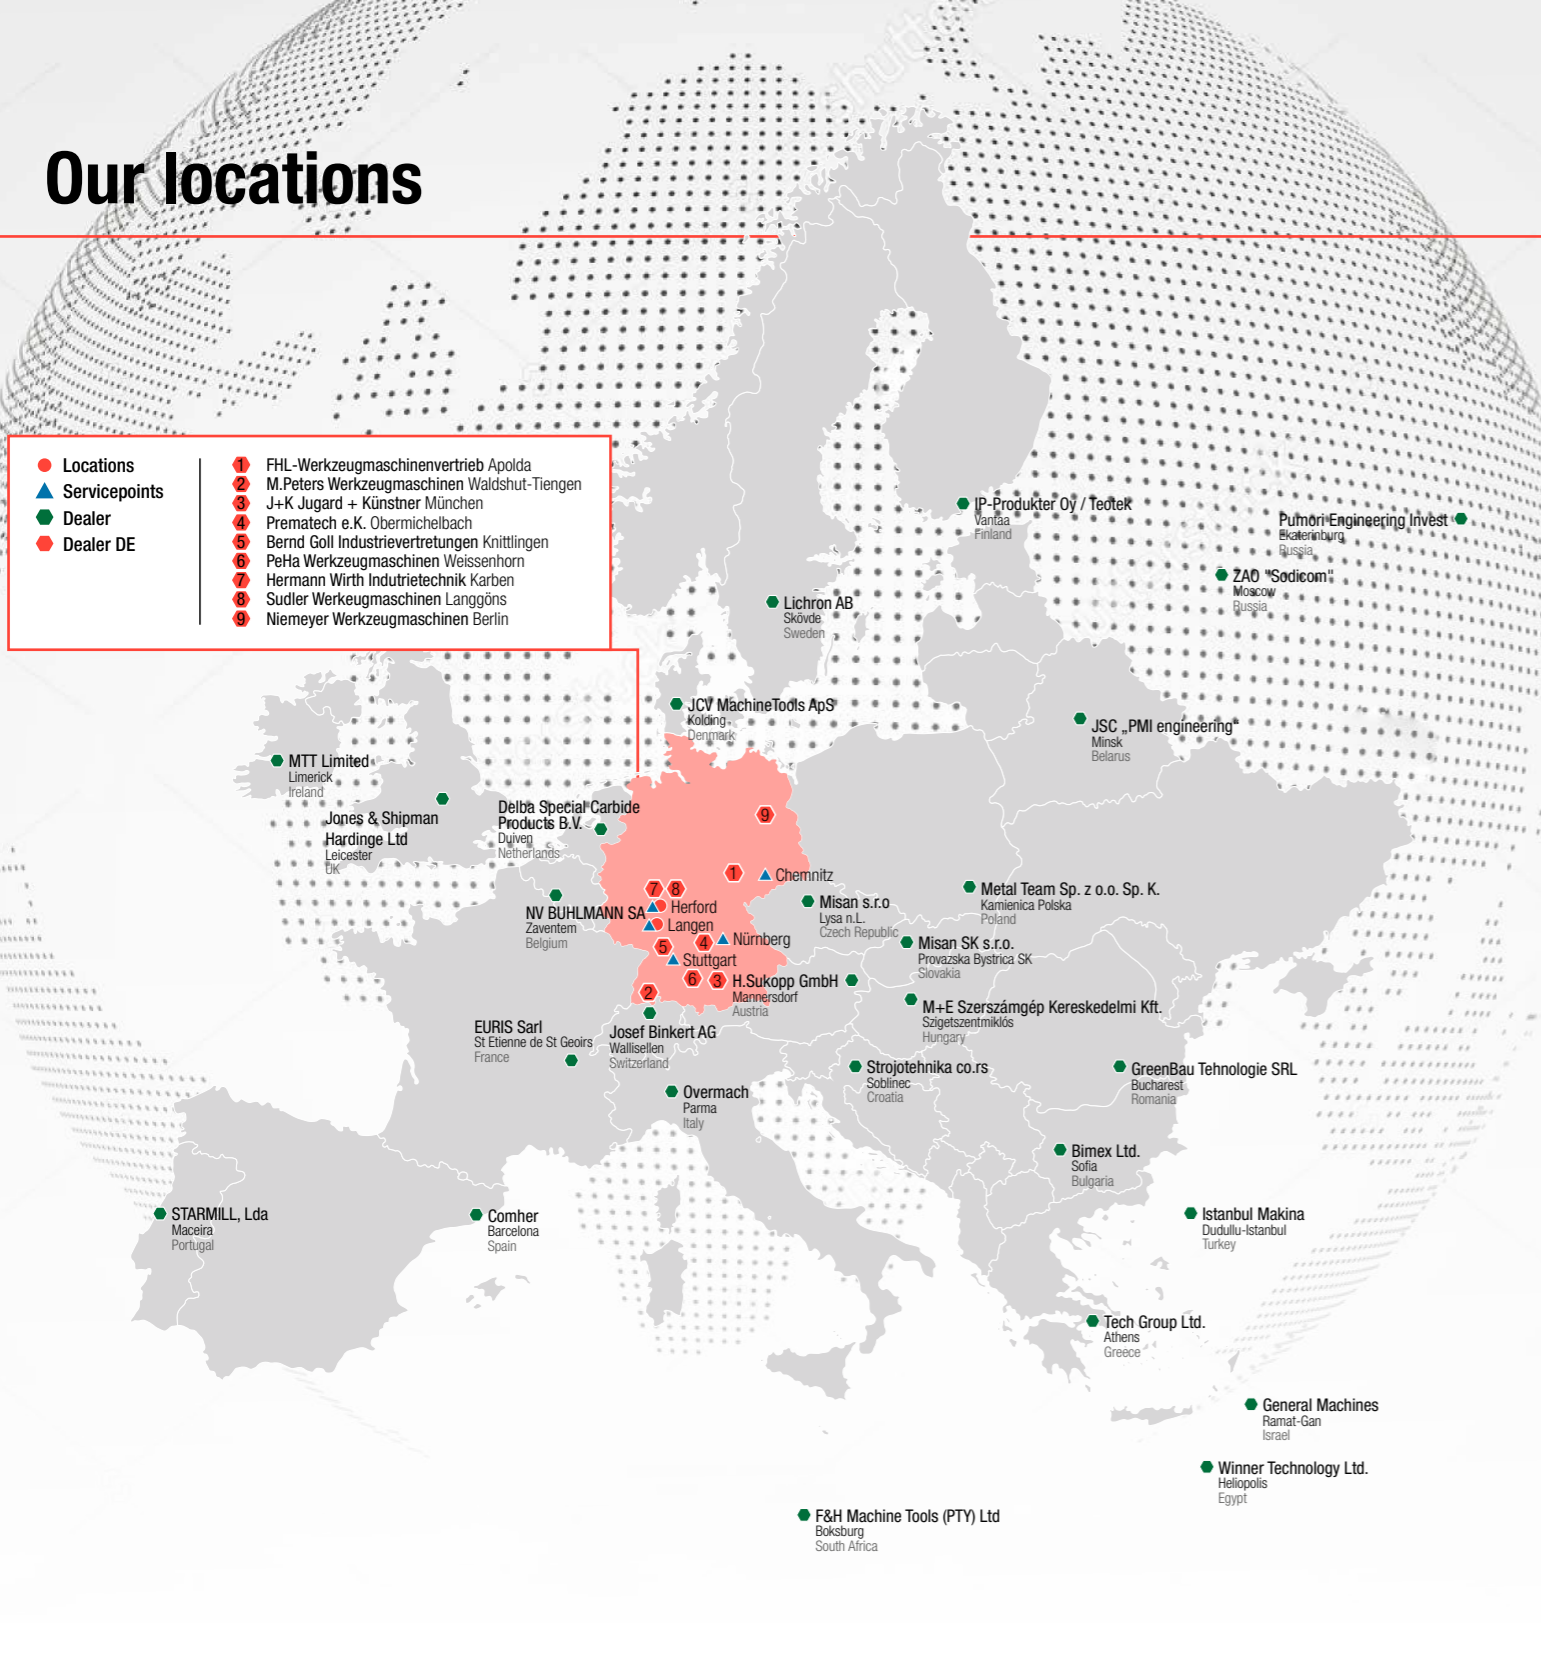 Our locations
Locations
Servicepoints
Dealer
Dealer DE
1 FHL-Werkzeugmaschinenvertrieb Apolda
2 M.Peters Werkzeugmaschinen Waldshut-Tiengen
3 J+K Jugard + Künstner München
4 Prematech e.K. Obermichelbach
5 Bernd Goll Industrievertretungen Knittlingen
6 PeHa Werkzeugmaschinen Weissenhorn
7 Hermann Wirth Indutrietechnik Karben
8 Sudler Werkeugmaschinen Langgöns
9 Niemeyer Werkzeugmaschinen Berlin
IP-Produkter Oy / Teotek
Vantaa
Finland
Pumori Engineering Invest
Ekaterinburg
Russia
ZAO "Sodicom"
Moscow
Russia
Lichron AB
Skövde
Sweden
JCV MachineTools ApS
Kolding
Denmark
JSC „PMI engineering“
Minsk
Belarus
MTT Limited
Limerick
Ireland
Jones & Shipman
Hardinge Ltd
Leicester
UK
Delba Special Carbide
Products B.V.
Duiven
Netherlands
9
1
Chemnitz
7
8
Herford
NV BUHLMANN SA
Zaventem
Belgium
Langen
4
Nürnberg
5
Stuttgart
6
3
2
Misan s.r.o
Lysa n.L.
Czech Republic
Metal Team Sp. z o.o. Sp. K.
Kamienica Polska
Poland
Misan SK s.r.o.
Provazska Bystrica SK
Slovakia
H.Sukopp GmbH
Mannersdorf
Austria
M+E Szerszámgép Kereskedelmi Kft.
Szigetszentmiklós
Hungary
EURIS Sarl
St Etienne de St Geoirs
France
Josef Binkert AG
Wallisellen
Switzerland
Strojotehnika co.rs
Soblinec
Croatia
GreenBau Tehnologie SRL
Bucharest
Romania
Overmach
Parma
Italy
Bimex Ltd.
Sofia
Bulgaria
STARMILL, Lda
Maceira
Portugal
Comher
Barcelona
Spain
Istanbul Makina
Dudullu-Istanbul
Turkey
Tech Group Ltd.
Athens
Greece
General Machines
Ramat-Gan
Israel
Winner Technology Ltd.
Heliopolis
Egypt
F&H Machine Tools (PTY) Ltd
Boksburg
South Africa